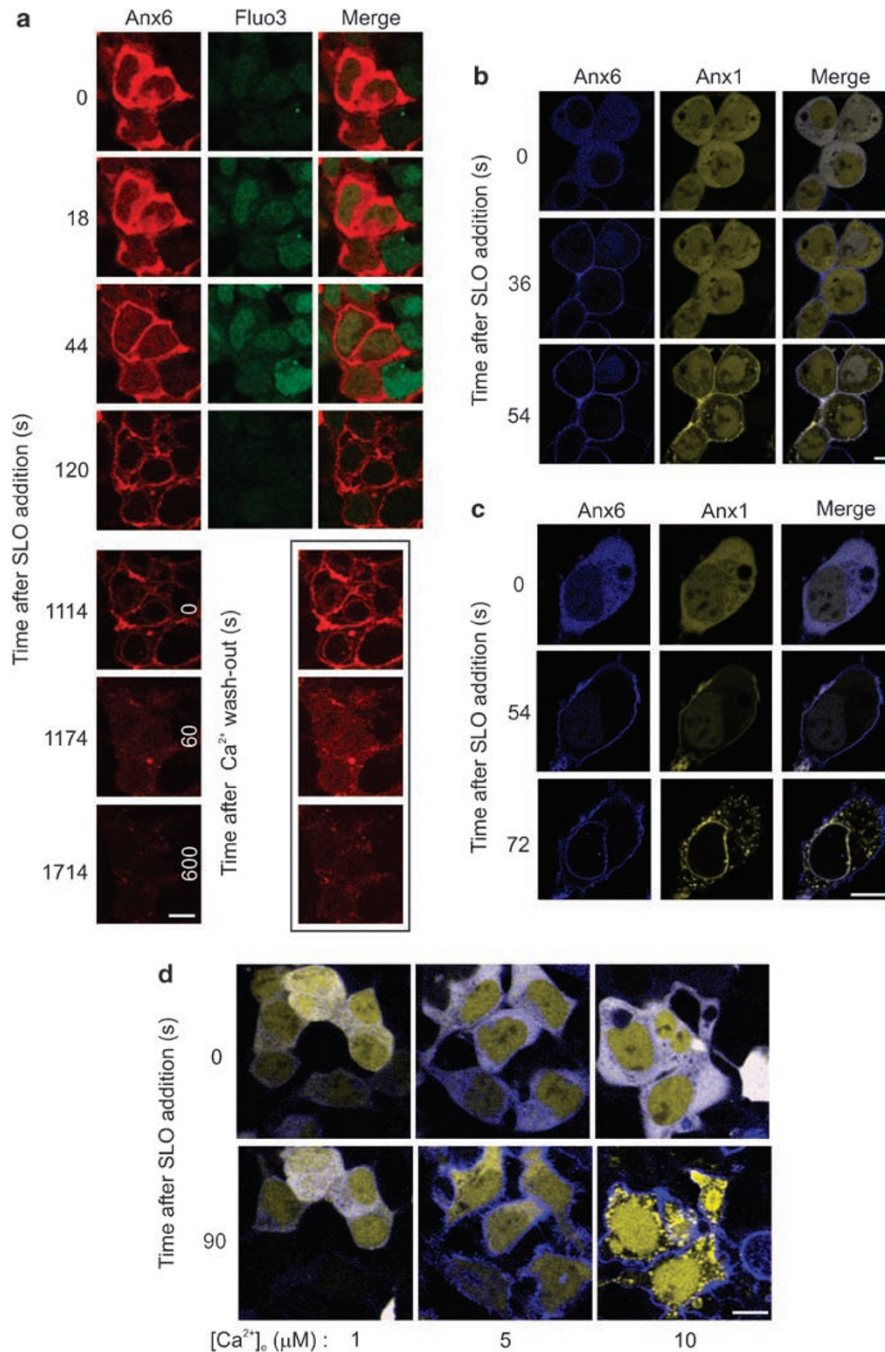 a
Anx6 Fluo3 Merge
Time after SLO addition (s)
0
18
44
120
1114
1174
1714
Time after Ca²⁺ wash-out (s)
0
60
600
b
Anx6 Anx1 Merge
Time after SLO addition (s)
0
36
54
c
Anx6 Anx1 Merge
Time after SLO addition (s)
0
54
72
d
Time after SLO addition (s)
0
90
[Ca²⁺]ₑ (μM) : 1 5 10